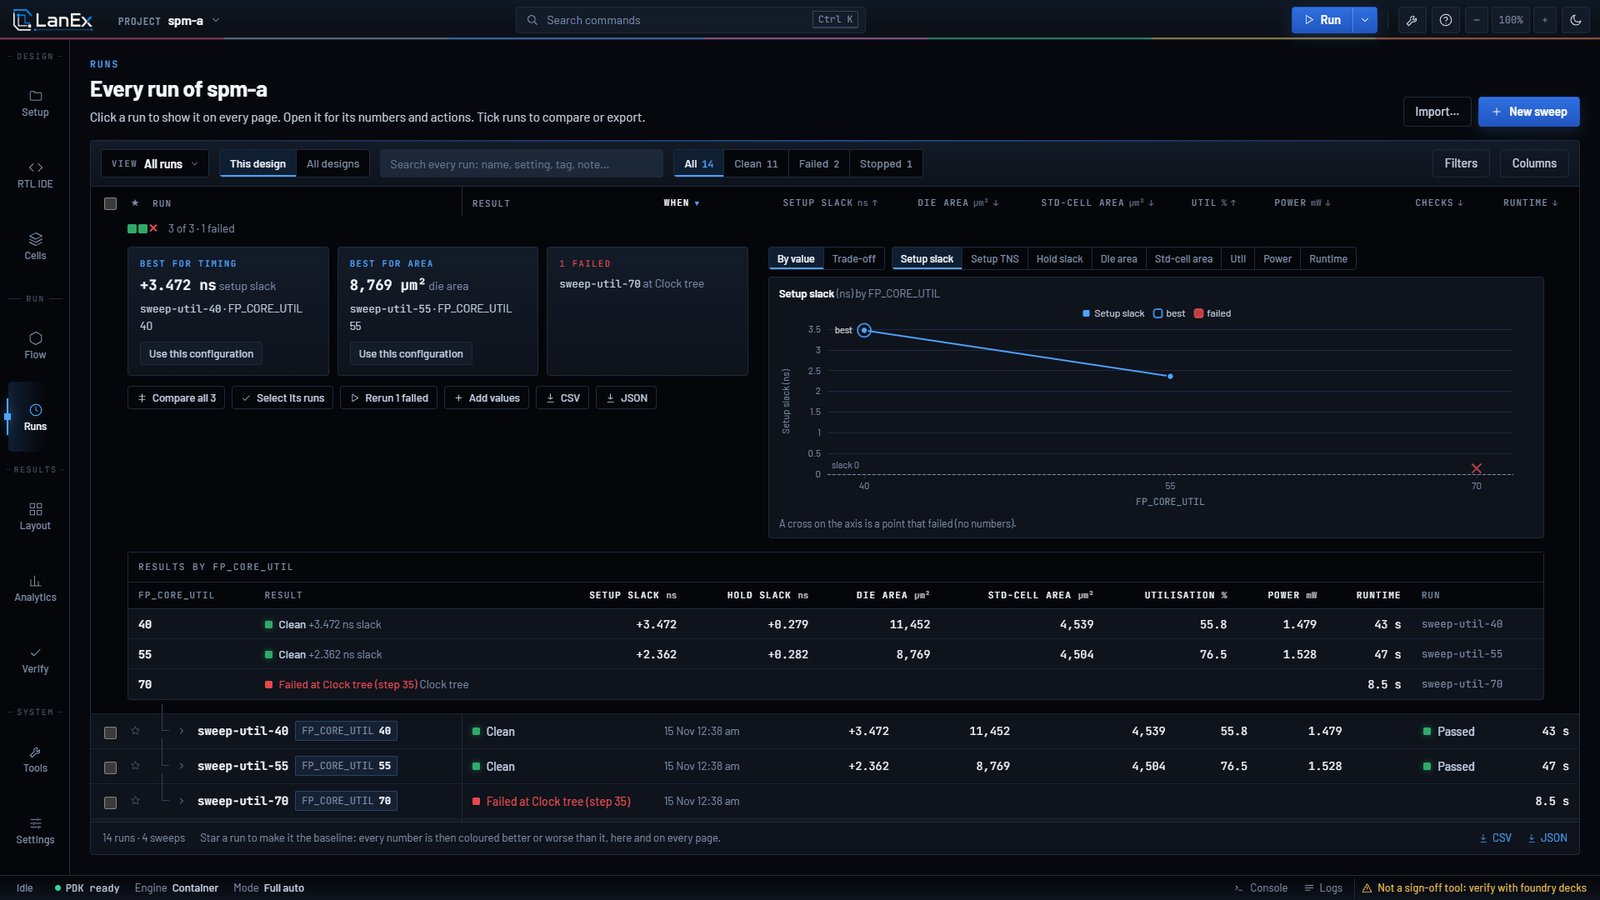 LanEx PROJECT spm-a Search commands Ctrl K Run − 100% +
DESIGN
Setup
RTL IDE
Cells
RUN
Flow
Runs
RESULTS
Layout
Analytics
Verify
SYSTEM
Tools
Settings
RUNS
Every run of spm-a
Click a run to show it on every page. Open it for its numbers and actions. Tick runs to compare or export.
Import... + New sweep
VIEW All runs This design All designs Search every run: name, setting, tag, note... All 14 Clean 11 Failed 2 Stopped 1 Filters Columns
★ RUN RESULT WHEN ▼ SETUP SLACK ns ↑ DIE AREA µm² ↓ STD-CELL AREA µm² ↓ UTIL % ↑ POWER mW ↓ CHECKS ↓ RUNTIME ↓
3 of 3 · 1 failed
BEST FOR TIMING
+3.472 ns setup slack
sweep-util-40 · FP_CORE_UTIL
40
Use this configuration
BEST FOR AREA
8,769 µm² die area
sweep-util-55 · FP_CORE_UTIL
55
Use this configuration
1 FAILED
sweep-util-70 at Clock tree
Compare all 3 Select its runs Rerun 1 failed + Add values CSV JSON
By value Trade-off Setup slack Setup TNS Hold slack Die area Std-cell area Util Power Runtime
Setup slack (ns) by FP_CORE_UTIL
Setup slack best failed
3.5
3
2.5
2
1.5
1
0.5
0
Setup slack (ns)
best
slack 0
40 55 70
FP_CORE_UTIL
A cross on the axis is a point that failed (no numbers).
RESULTS BY FP_CORE_UTIL
FP_CORE_UTIL RESULT SETUP SLACK ns HOLD SLACK ns DIE AREA µm² STD-CELL AREA µm² UTILISATION % POWER mW RUNTIME RUN
40 Clean +3.472 ns slack +3.472 +0.279 11,452 4,539 55.8 1.479 43 s sweep-util-40
55 Clean +2.362 ns slack +2.362 +0.282 8,769 4,504 76.5 1.528 47 s sweep-util-55
70 Failed at Clock tree (step 35) Clock tree 8.5 s sweep-util-70
sweep-util-40 FP_CORE_UTIL 40 Clean 15 Nov 12:38 am +3.472 11,452 4,539 55.8 1.479 Passed 43 s
sweep-util-55 FP_CORE_UTIL 55 Clean 15 Nov 12:38 am +2.362 8,769 4,504 76.5 1.528 Passed 47 s
sweep-util-70 FP_CORE_UTIL 70 Failed at Clock tree (step 35) 15 Nov 12:38 am 8.5 s
14 runs · 4 sweeps Star a run to make it the baseline: every number is then coloured better or worse than it, here and on every page. CSV JSON
Idle PDK ready Engine Container Mode Full auto Console Logs Not a sign-off tool: verify with foundry decks